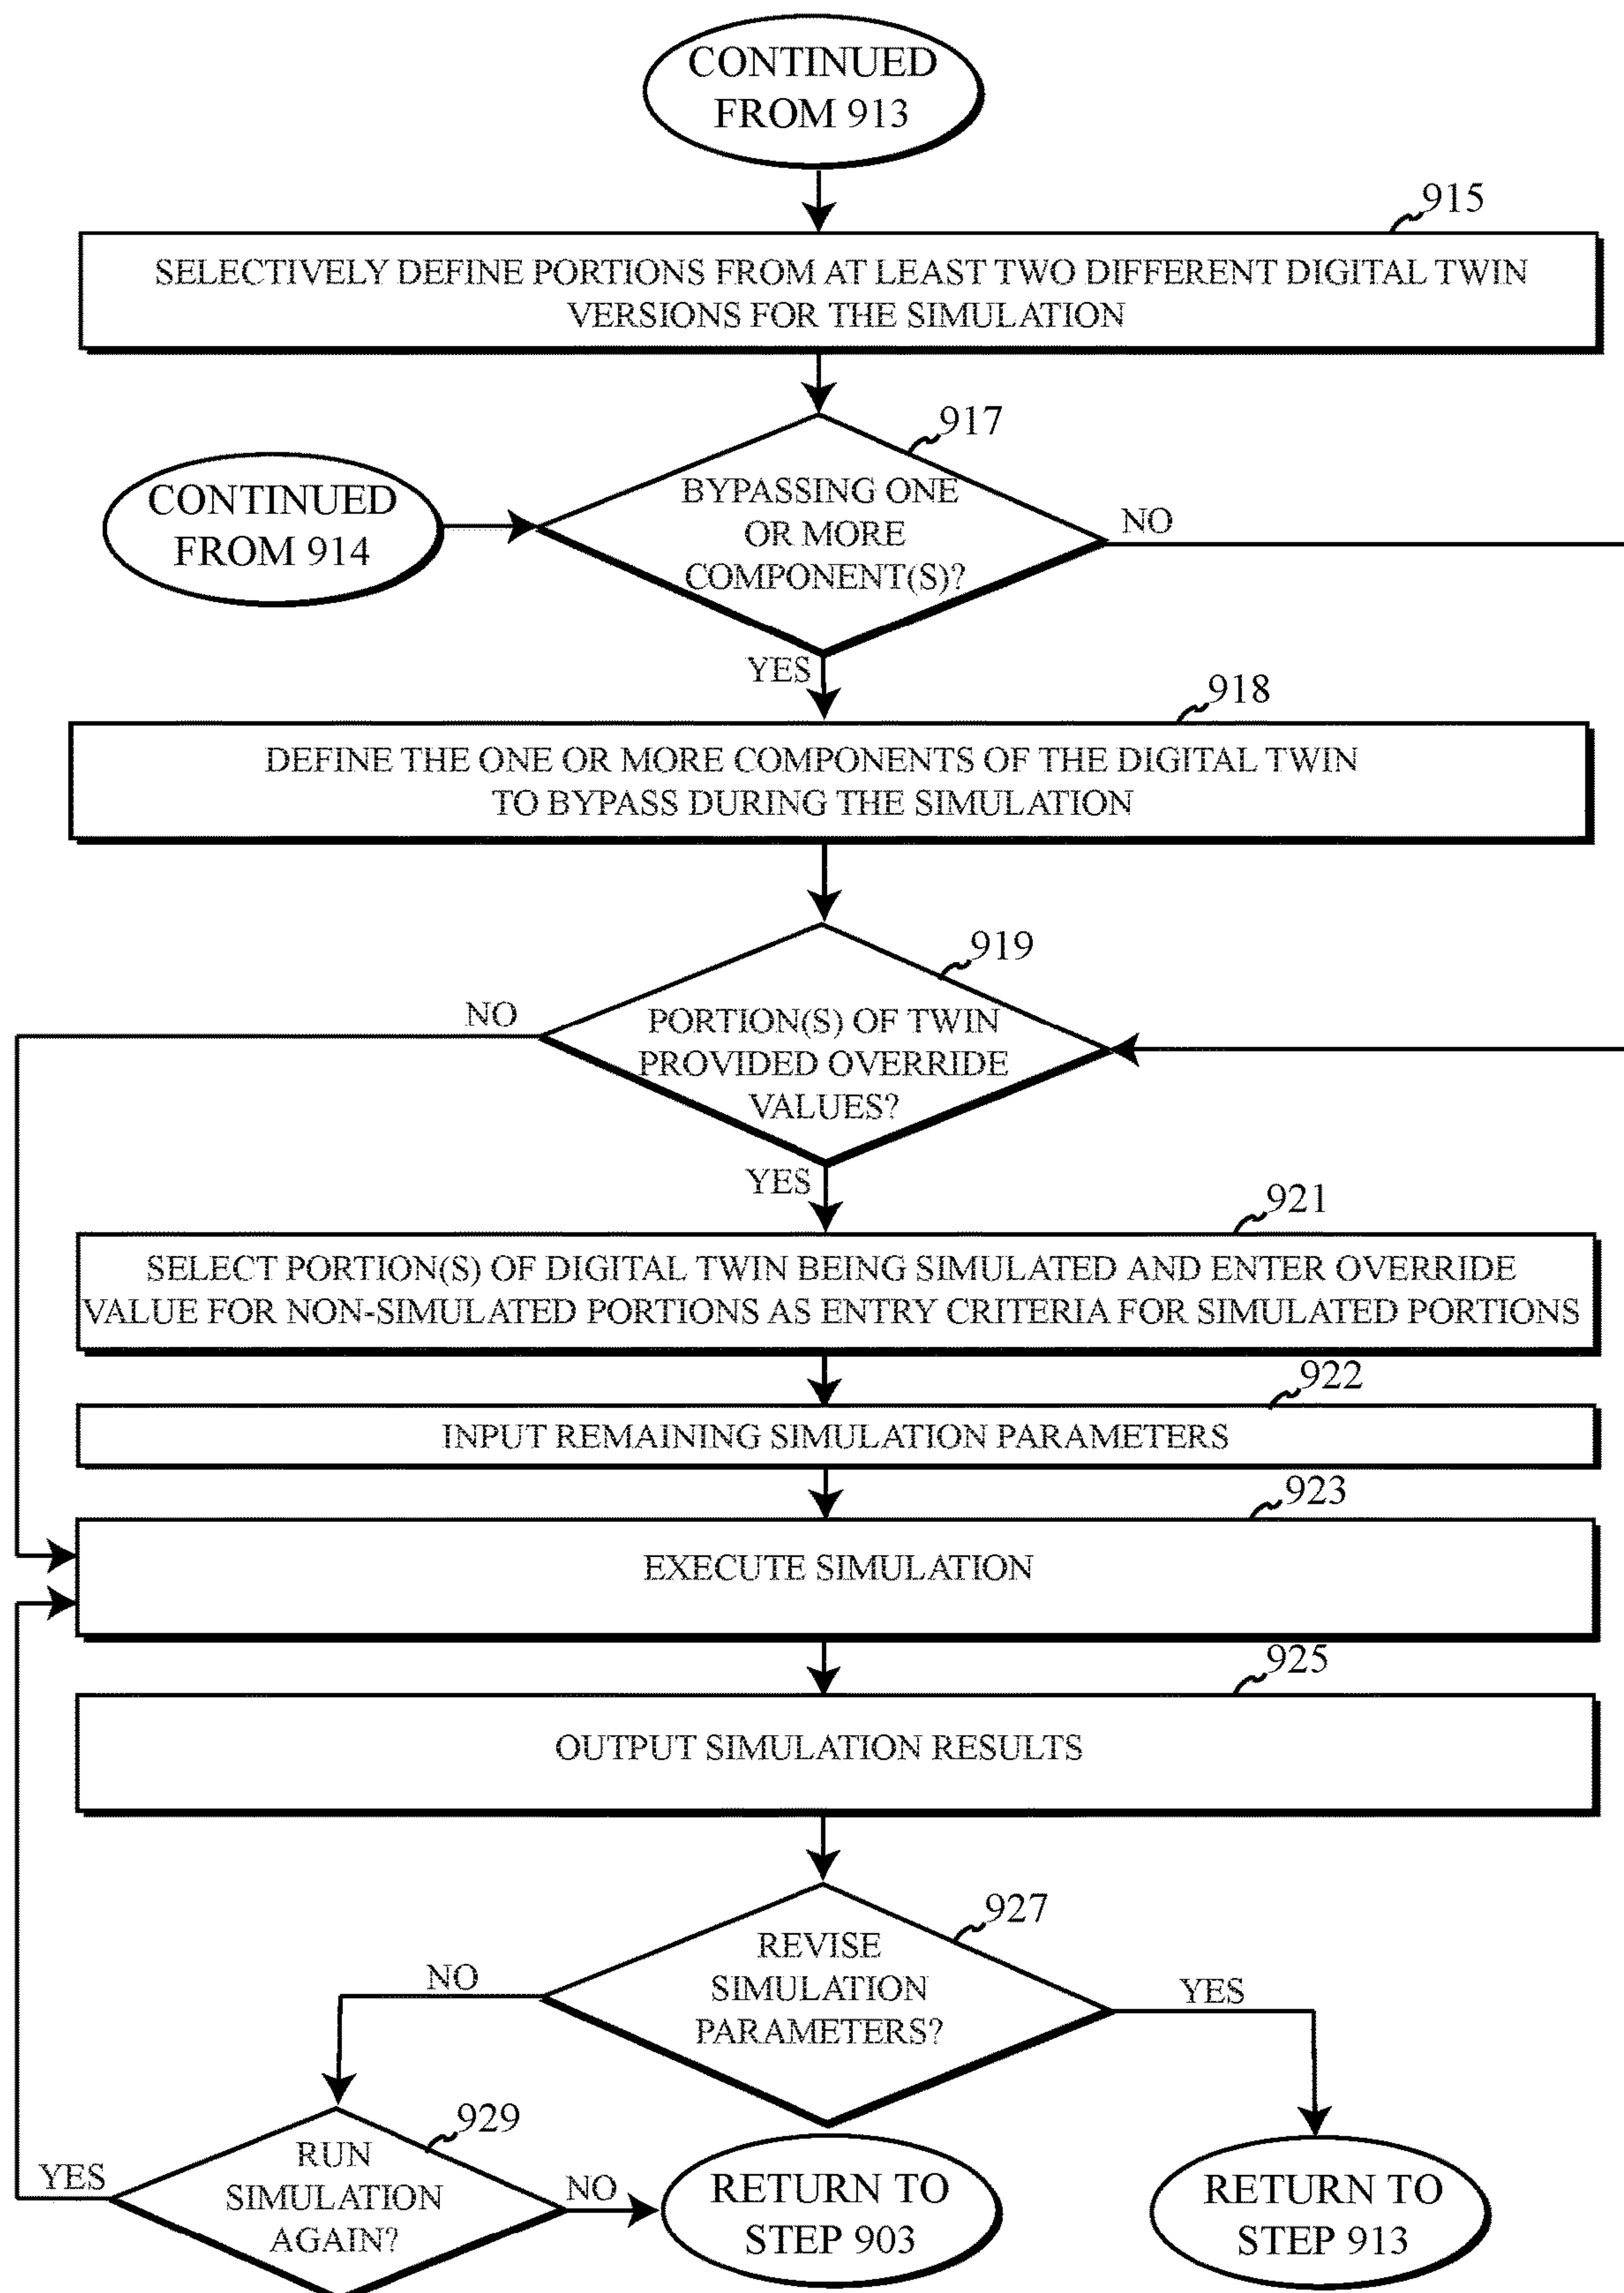 CONTINUED
FROM 913
915
SELECTIVELY DEFINE PORTIONS FROM AT LEAST TWO DIFFERENT DIGITAL TWIN
VERSIONS FOR THE SIMULATION
917
BYPASSING ONE
OR MORE
COMPONENT(S)?
CONTINUED
FROM 914
NO
YES
918
DEFINE THE ONE OR MORE COMPONENTS OF THE DIGITAL TWIN
TO BYPASS DURING THE SIMULATION
919
NO
PORTION(S) OF TWIN
PROVIDED OVERRIDE
VALUES?
YES
921
SELECT PORTION(S) OF DIGITAL TWIN BEING SIMULATED AND ENTER OVERRIDE
VALUE FOR NON-SIMULATED PORTIONS AS ENTRY CRITERIA FOR SIMULATED PORTIONS
922
INPUT REMAINING SIMULATION PARAMETERS
923
EXECUTE SIMULATION
925
OUTPUT SIMULATION RESULTS
927
REVISE
SIMULATION
PARAMETERS?
NO
YES
929
RUN
SIMULATION
AGAIN?
YES
NO
RETURN TO
STEP 903
RETURN TO
STEP 913